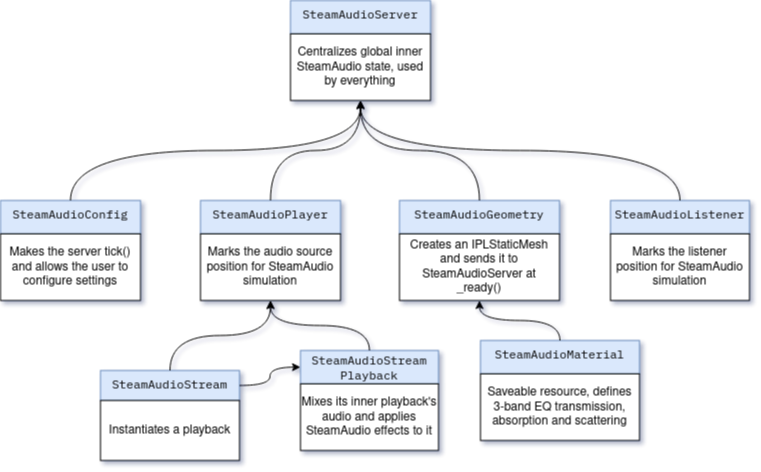 SteamAudioServer
Centralizes global inner
SteamAudio state, used
by everything
SteamAudioConfig
Makes the server tick()
and allows the user to
configure settings
SteamAudioPlayer
Marks the audio source
position for SteamAudio
simulation
SteamAudioGeometry
Creates an IPLStaticMesh
and sends it to
SteamAudioServer at
_ready()
SteamAudioListener
Marks the listener
position for SteamAudio
simulation
SteamAudioStream
Instantiates a playback
SteamAudioStream
Playback
Mixes its inner playback's
audio and applies
SteamAudio effects to it
SteamAudioMaterial
Saveable resource, defines
3-band EQ transmission,
absorption and scattering